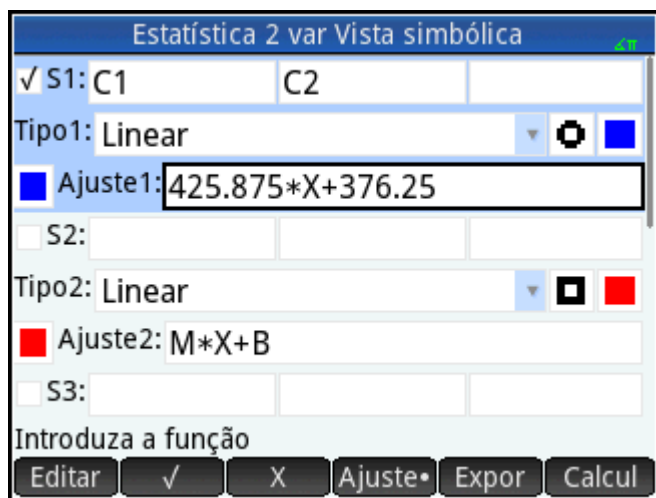 Estatística 2 var Vista simbólica
∡π
√ S1: C1 C2
Tipo1: Linear
Ajuste1: 425.875*X+376.25
S2:
Tipo2: Linear
Ajuste2: M*X+B
S3:
Introduza a função
Editar √ X Ajuste• Expor Calcul